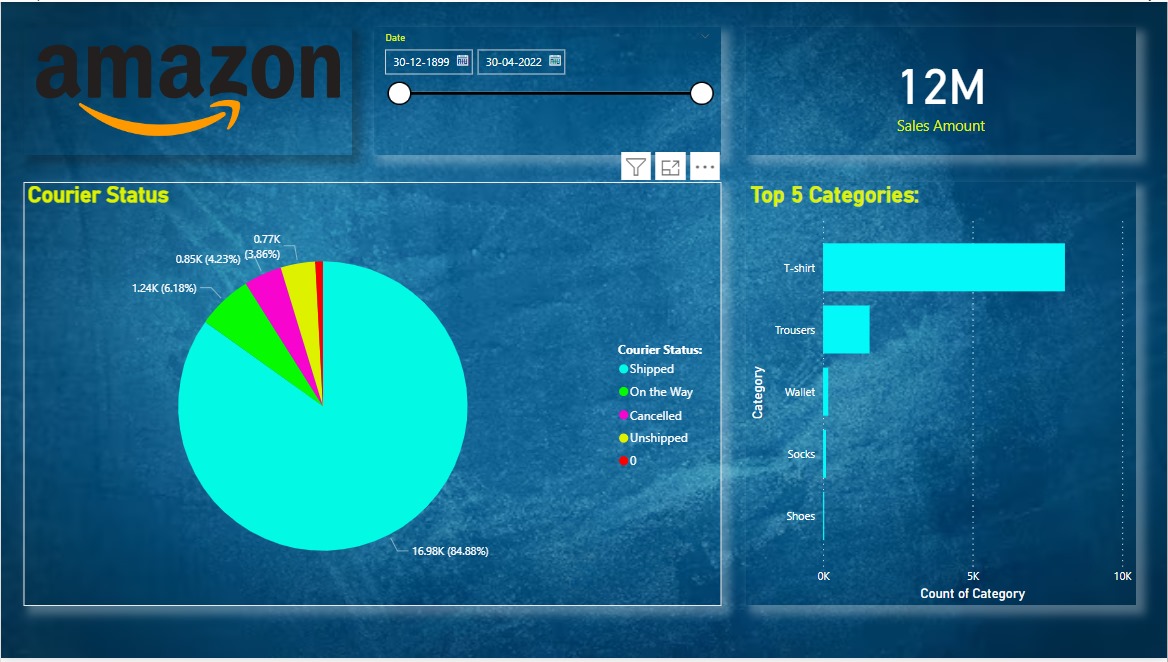 amazon
Date
30-12-1899
30-04-2022
12M
Sales Amount
Courier Status
0.77K
(3.86%)
0.85K (4.23%)
1.24K (6.18%)
16.98K (84.88%)
Courier Status:
Shipped
On the Way
Cancelled
Unshipped
0
Top 5 Categories:
Category
T-shirt
Trousers
Wallet
Socks
Shoes
0K
5K
10K
Count of Category